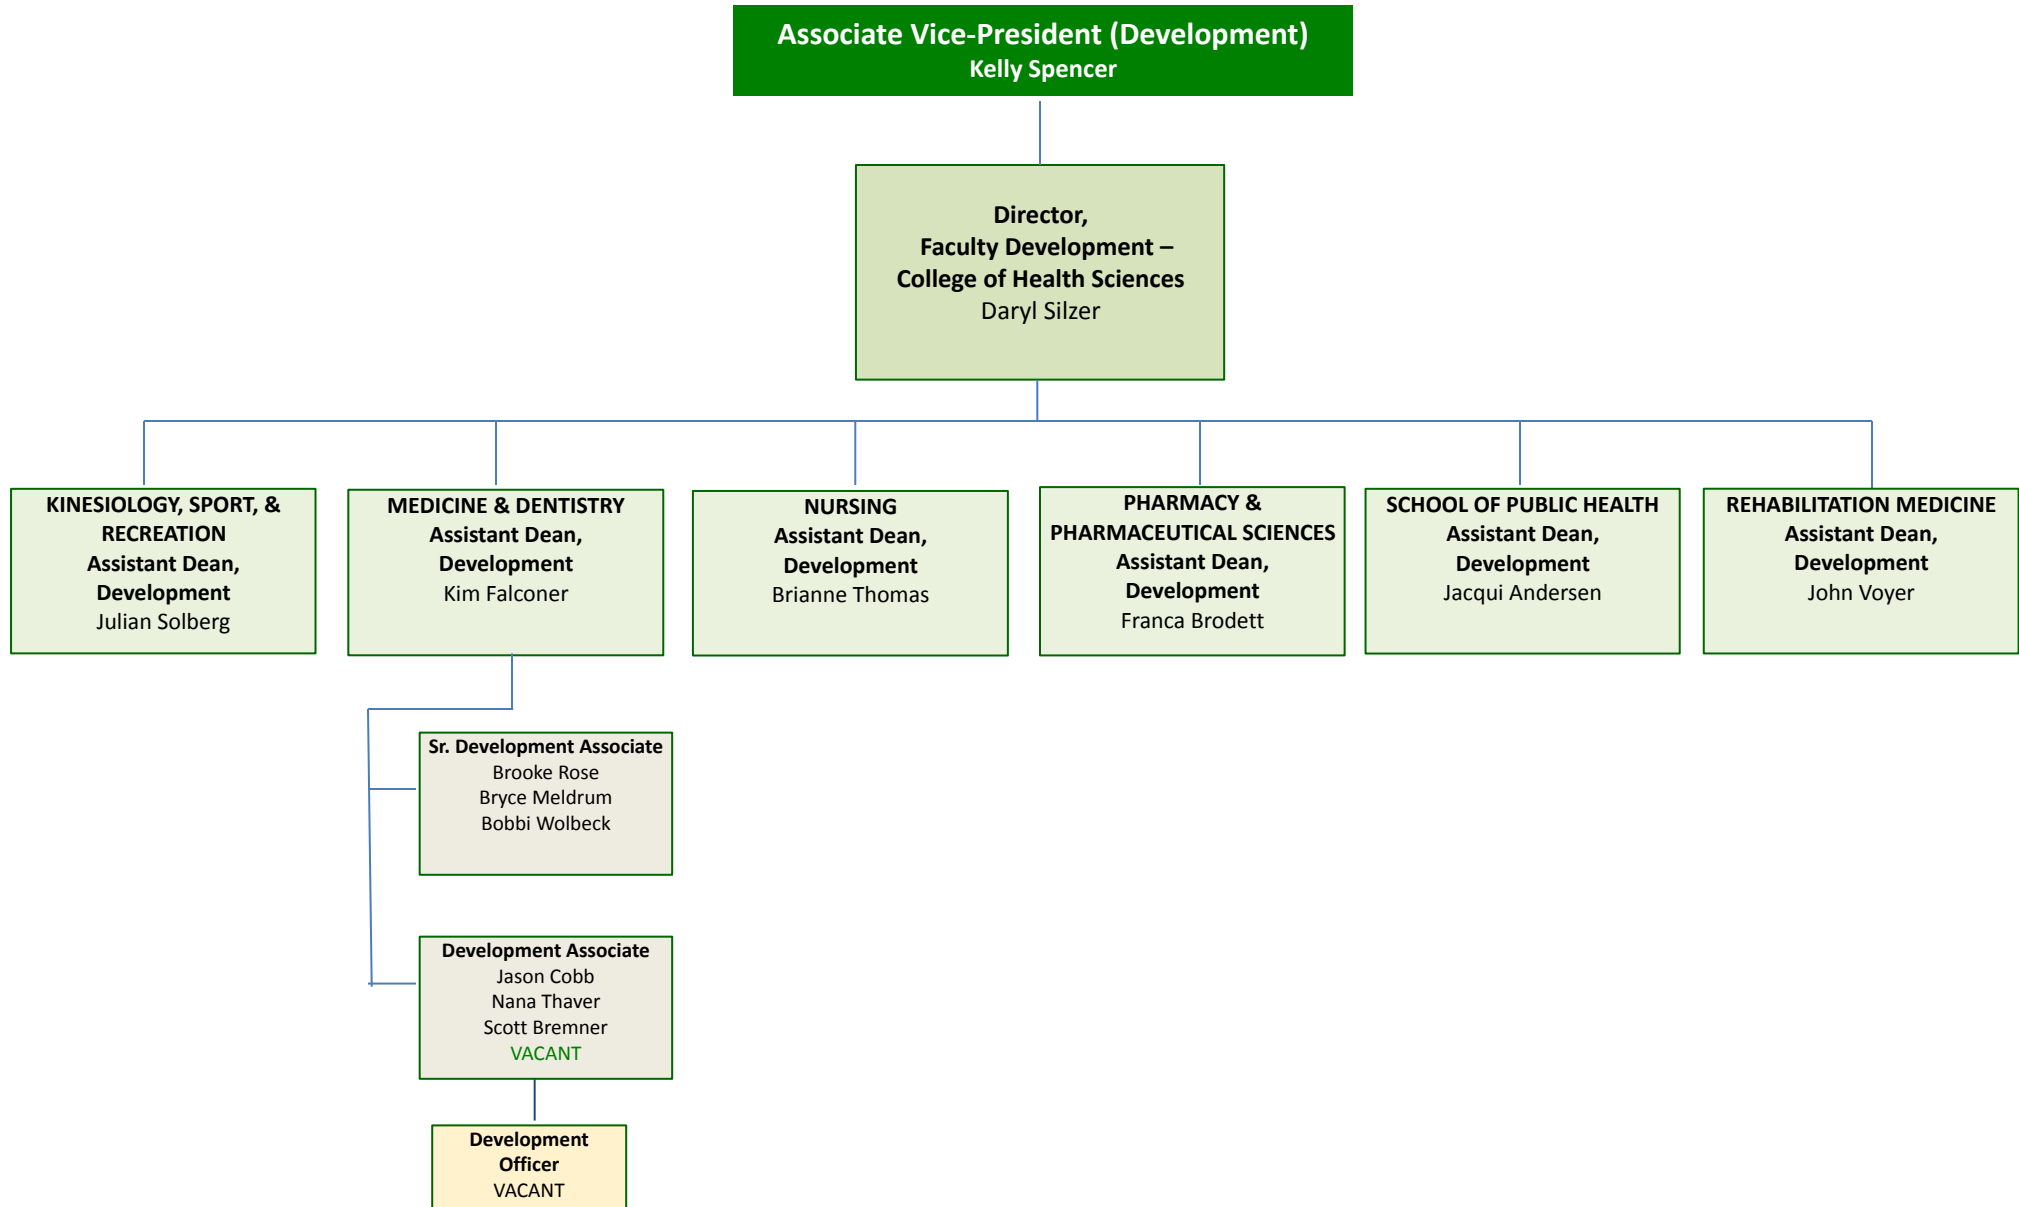 Associate Vice-President (Development)
Kelly Spencer
Director,
Faculty Development –
College of Health Sciences
Daryl Silzer
KINESIOLOGY, SPORT, &
RECREATION
Assistant Dean,
Development
Julian Solberg
MEDICINE & DENTISTRY
Assistant Dean,
Development
Kim Falconer
NURSING
Assistant Dean,
Development
Brianne Thomas
PHARMACY &
PHARMACEUTICAL SCIENCES
Assistant Dean,
Development
Franca Brodett
SCHOOL OF PUBLIC HEALTH
Assistant Dean,
Development
Jacqui Andersen
REHABILITATION MEDICINE
Assistant Dean,
Development
John Voyer
Sr. Development Associate
Brooke Rose
Bryce Meldrum
Bobbi Wolbeck
Development Associate
Jason Cobb
Nana Thaver
Scott Bremner
VACANT
Development
Officer
VACANT